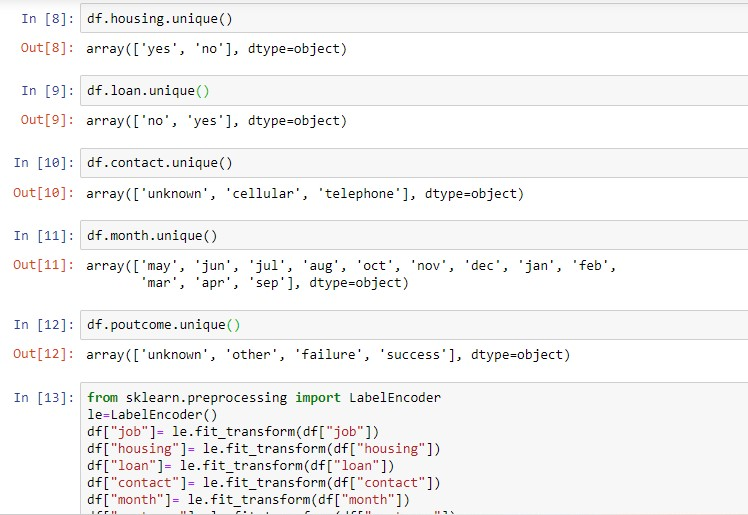 In [8]: df.housing.unique()
Out[8]: array(['yes', 'no'], dtype=object)
In [9]: df.loan.unique()
Out[9]: array(['no', 'yes'], dtype=object)
In [10]: df.contact.unique()
Out[10]: array(['unknown', 'cellular', 'telephone'], dtype=object)
In [11]: df.month.unique()
Out[11]: array(['may', 'jun', 'jul', 'aug', 'oct', 'nov', 'dec', 'jan', 'feb',
'mar', 'apr', 'sep'], dtype=object)
In [12]: df.poutcome.unique()
Out[12]: array(['unknown', 'other', 'failure', 'success'], dtype=object)
In [13]: from sklearn.preprocessing import LabelEncoder
le=LabelEncoder()
df["job"]= le.fit_transform(df["job"])
df["housing"]= le.fit_transform(df["housing"])
df["loan"]= le.fit_transform(df["loan"])
df["contact"]= le.fit_transform(df["contact"])
df["month"]= le.fit_transform(df["month"])